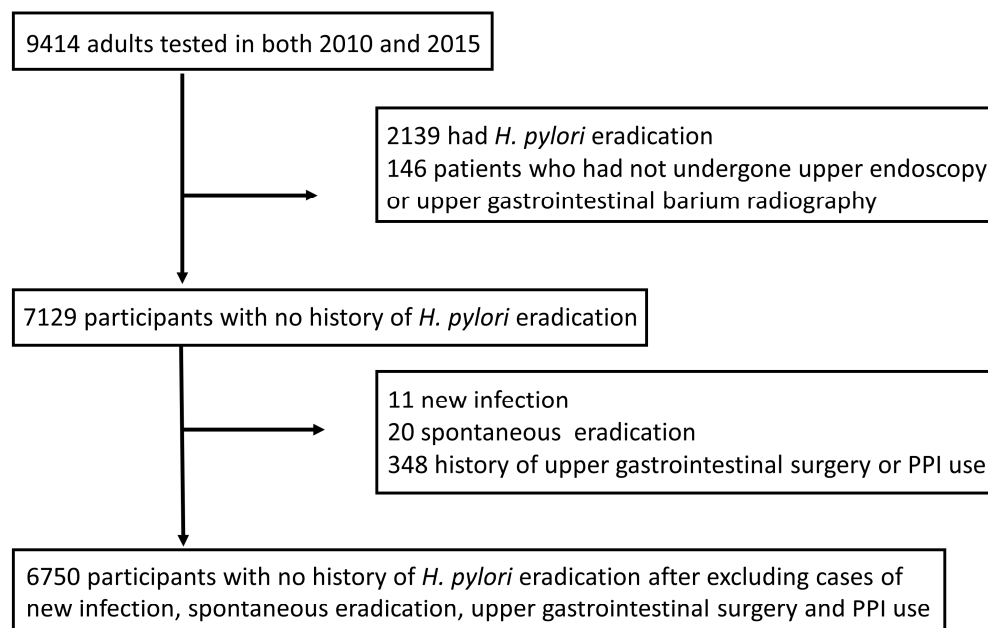 9414 adults tested in both 2010 and 2015
2139 had H. pylori eradication
146 patients who had not undergone upper endoscopy
or upper gastrointestinal barium radiography
7129 participants with no history of H. pylori eradication
11 new infection
20 spontaneous eradication
348 history of upper gastrointestinal surgery or PPI use
6750 participants with no history of H. pylori eradication after excluding cases of
new infection, spontaneous eradication, upper gastrointestinal surgery and PPI use